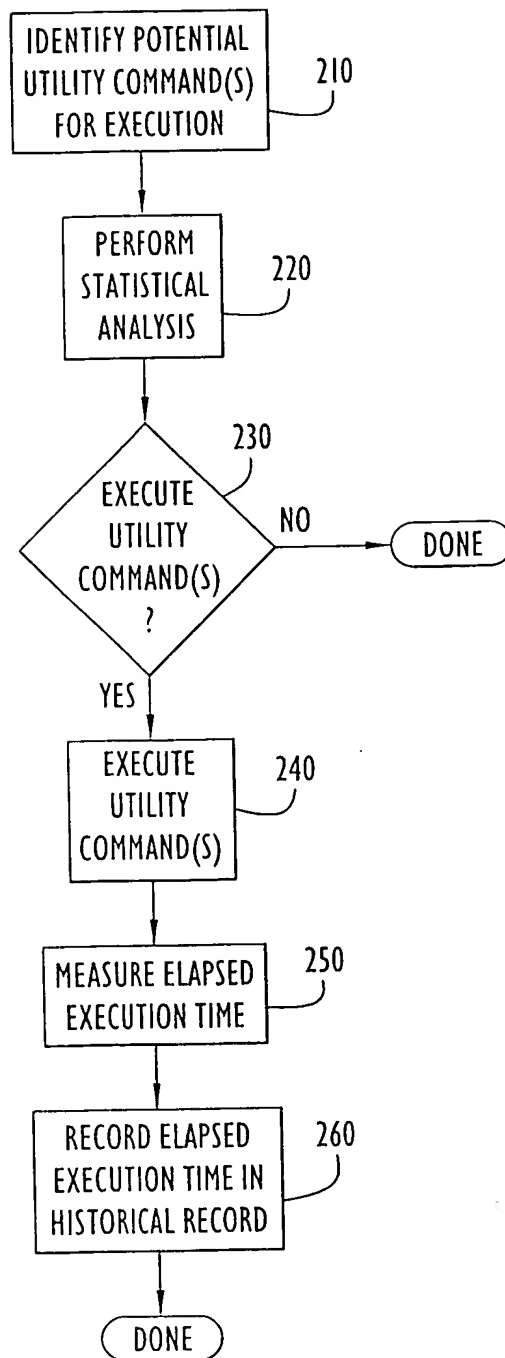 IDENTIFY POTENTIAL
UTILITY COMMAND(S)
FOR EXECUTION
210
PERFORM
STATISTICAL
ANALYSIS
220
230
EXECUTE
UTILITY
COMMAND(S)
?
NO
DONE
YES
EXECUTE
UTILITY
COMMAND(S)
240
MEASURE ELAPSED
EXECUTION TIME
250
RECORD ELAPSED
EXECUTION TIME IN
HISTORICAL RECORD
260
DONE